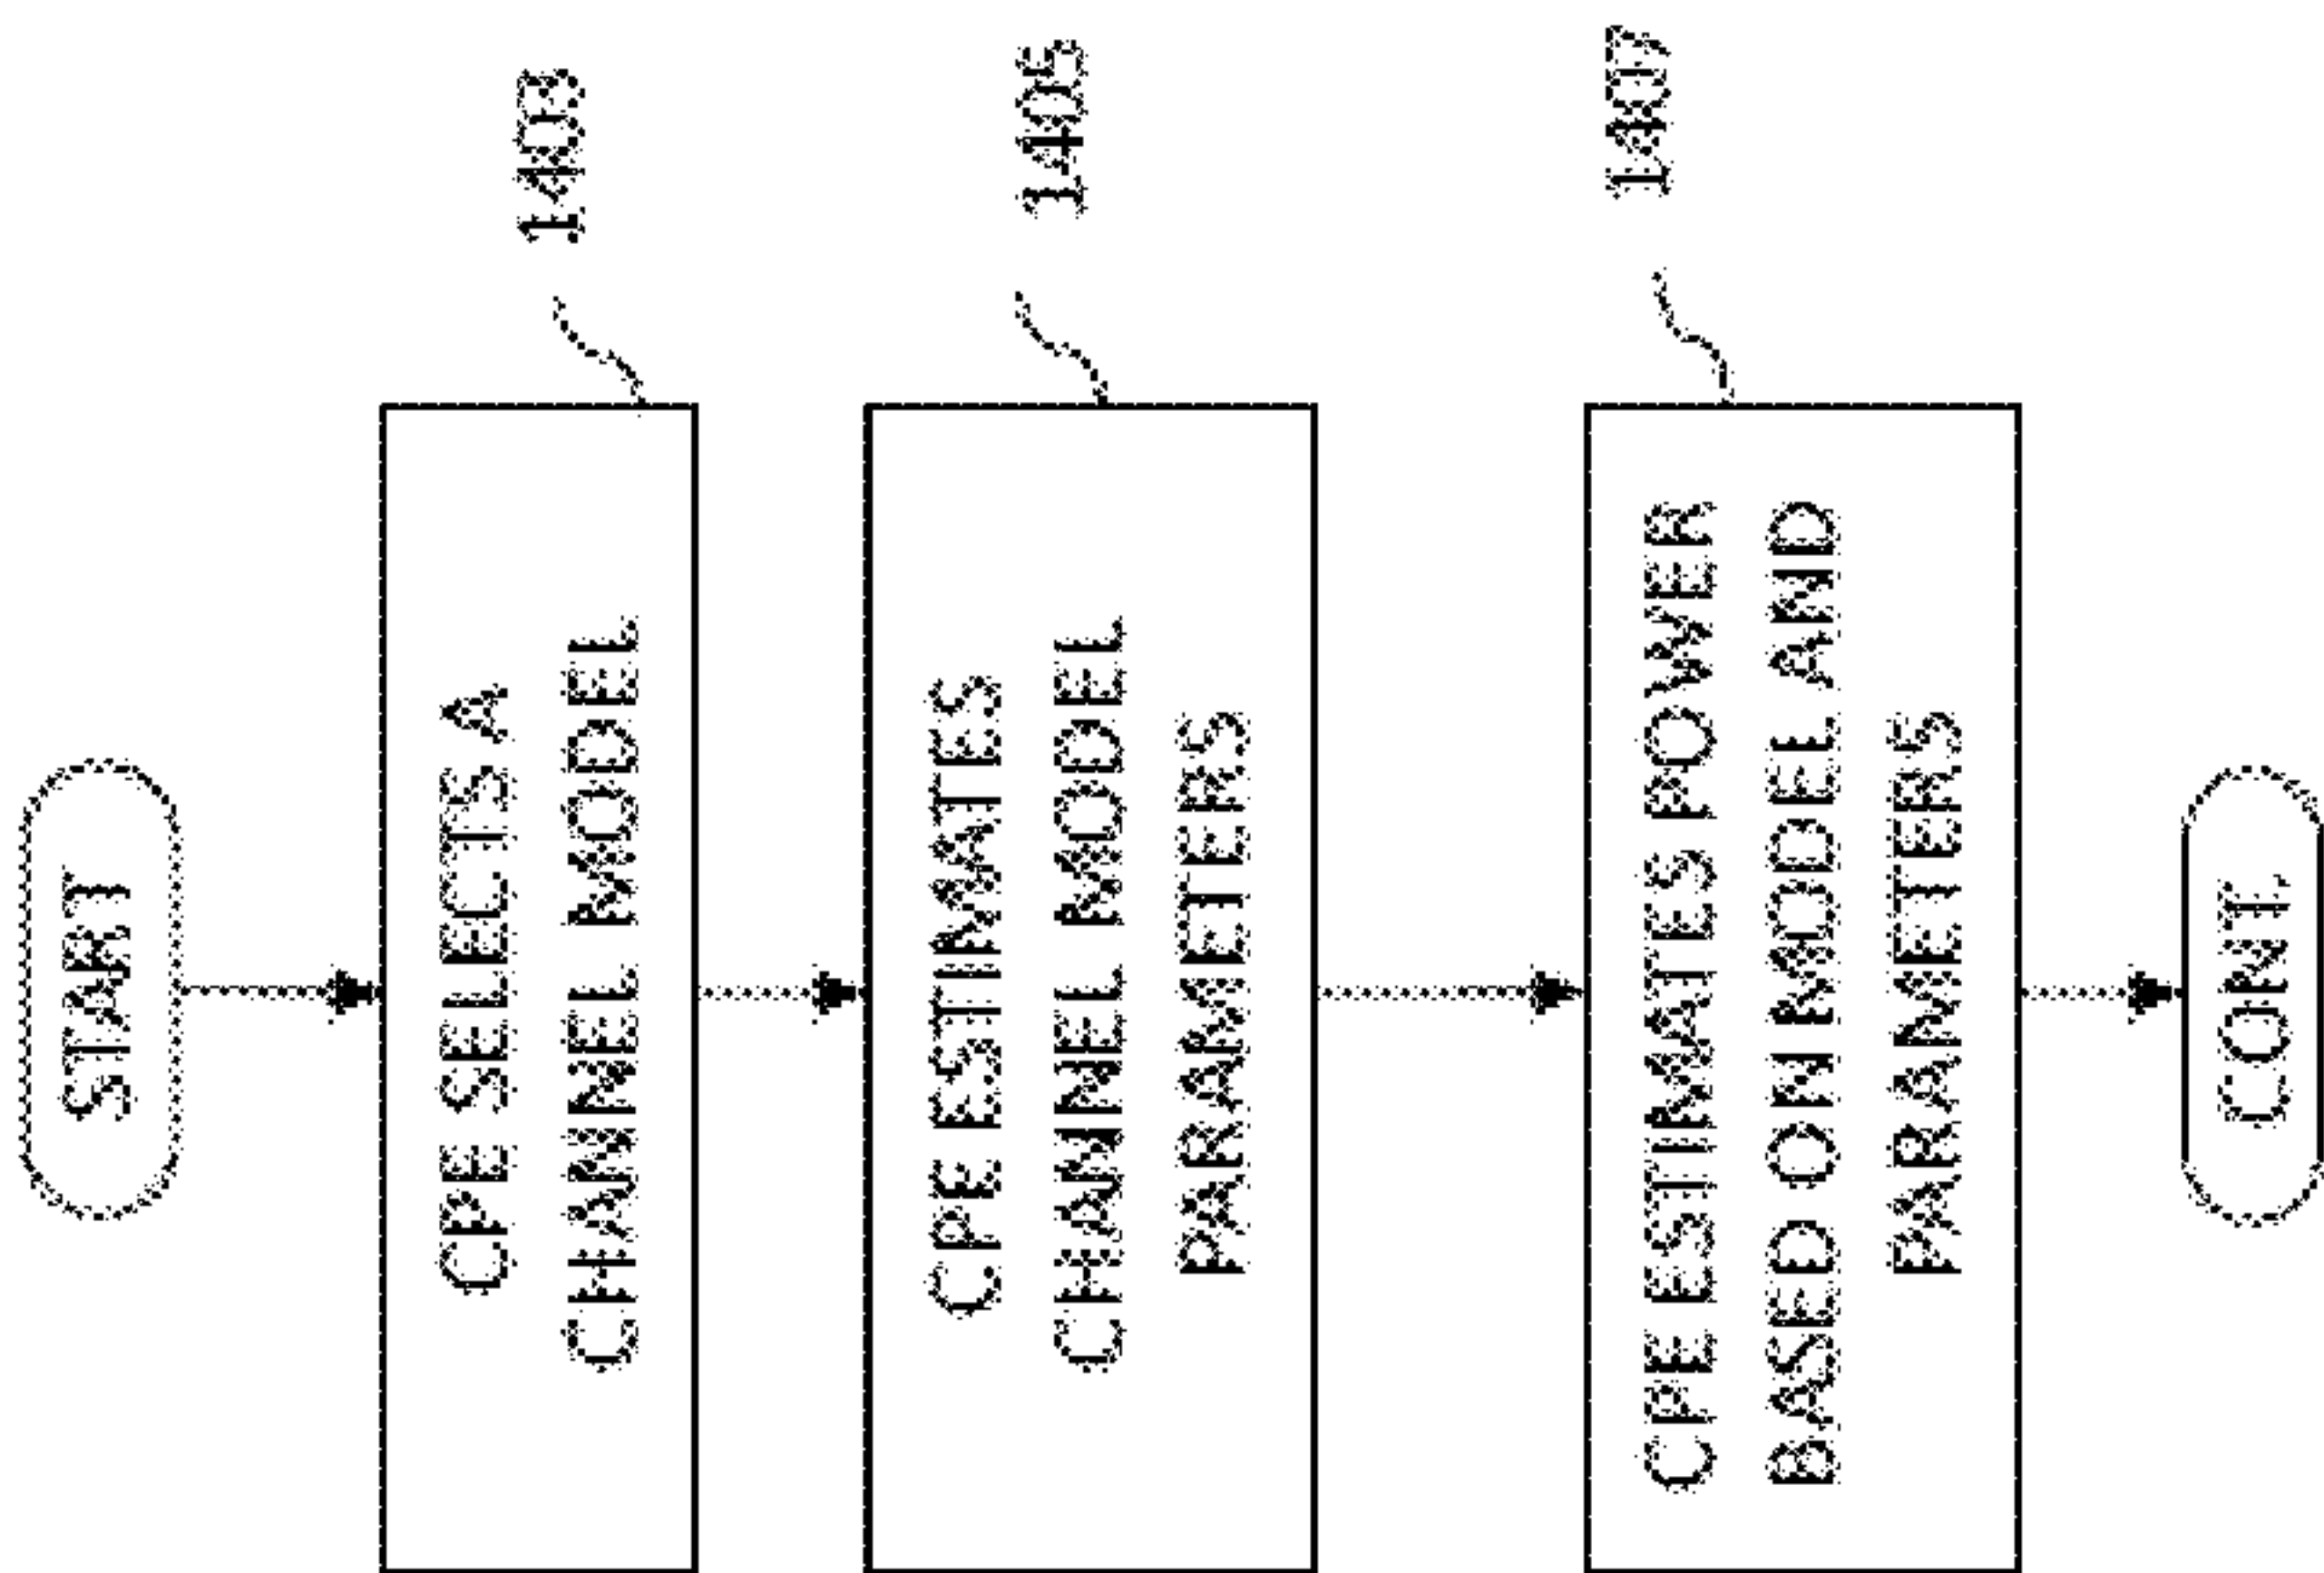 START
CPE SELECTS A
CHANNEL MODEL
1403
CPE ESTIMATES
CHANNEL MODEL
PARAMETERS
1405
CPE ESTIMATES POWER
BASED ON MODEL AND
PARAMETERS
1407
CONT.